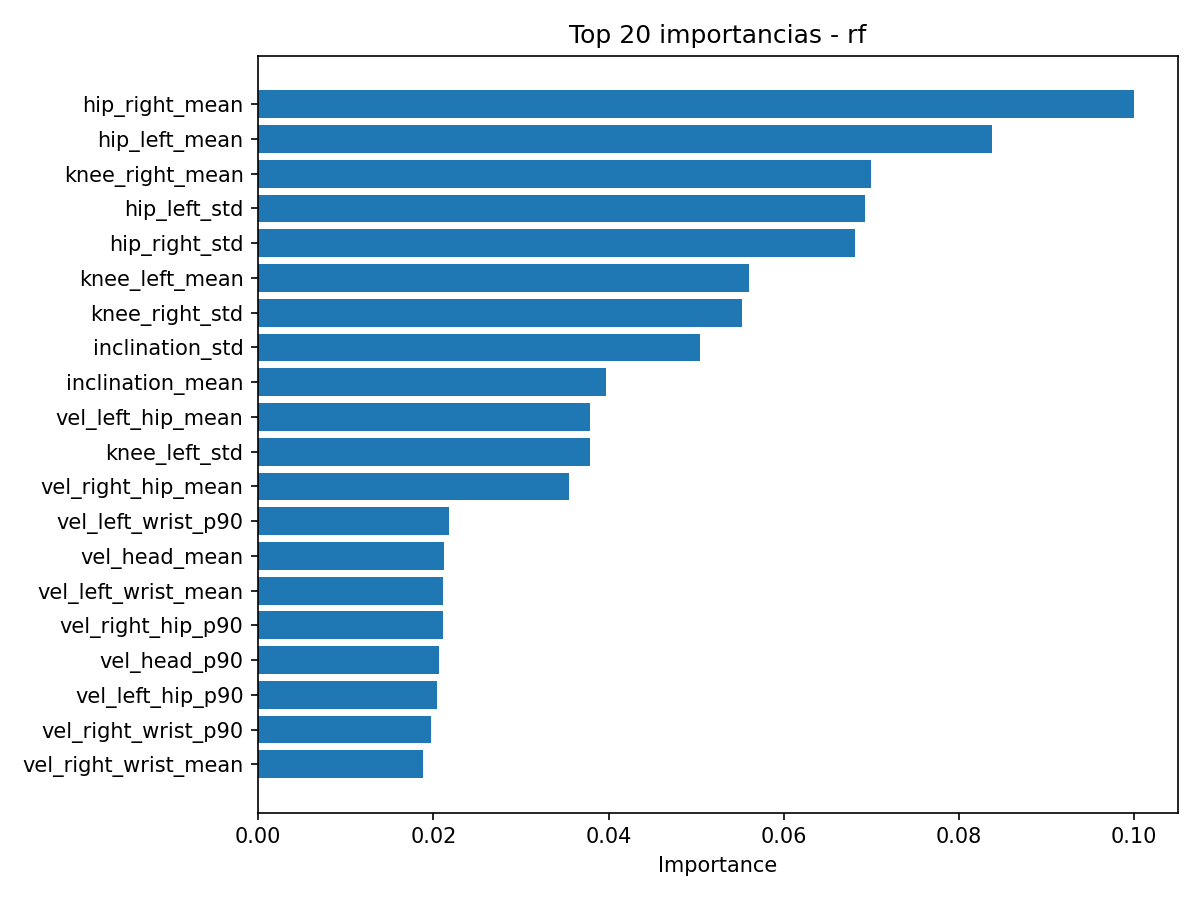 Top 20 importancias - rf
hip_right_mean
hip_left_mean
knee_right_mean
hip_left_std
hip_right_std
knee_left_mean
knee_right_std
inclination_std
inclination_mean
vel_left_hip_mean
knee_left_std
vel_right_hip_mean
vel_left_wrist_p90
vel_head_mean
vel_left_wrist_mean
vel_right_hip_p90
vel_head_p90
vel_left_hip_p90
vel_right_wrist_p90
vel_right_wrist_mean
0.00 0.02 0.04 0.06 0.08 0.10
Importance